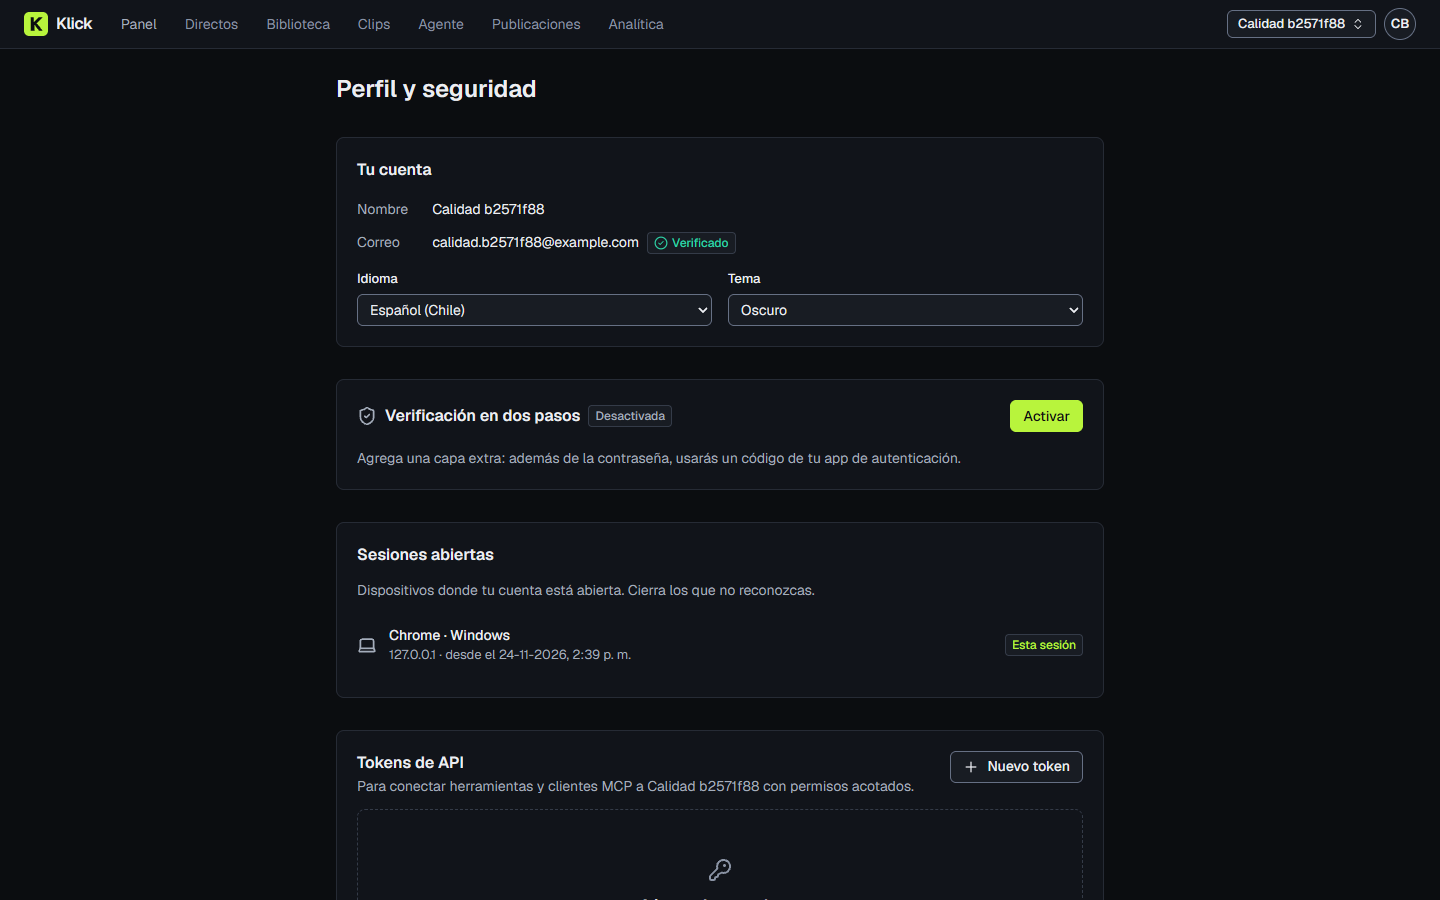 K Klick Panel Directos Biblioteca Clips Agente Publicaciones Analítica Calidad b2571f88 CB
Perfil y seguridad
Tu cuenta
Nombre Calidad b2571f88
Correo calidad.b2571f88@example.com Verificado
Idioma Tema
Español (Chile) Oscuro
Verificación en dos pasos Desactivada Activar
Agrega una capa extra: además de la contraseña, usarás un código de tu app de autenticación.
Sesiones abiertas
Dispositivos donde tu cuenta está abierta. Cierra los que no reconozcas.
Chrome · Windows
127.0.0.1 · desde el 24-11-2026, 2:39 p. m. Esta sesión
Tokens de API
Nuevo token
Para conectar herramientas y clientes MCP a Calidad b2571f88 con permisos acotados.